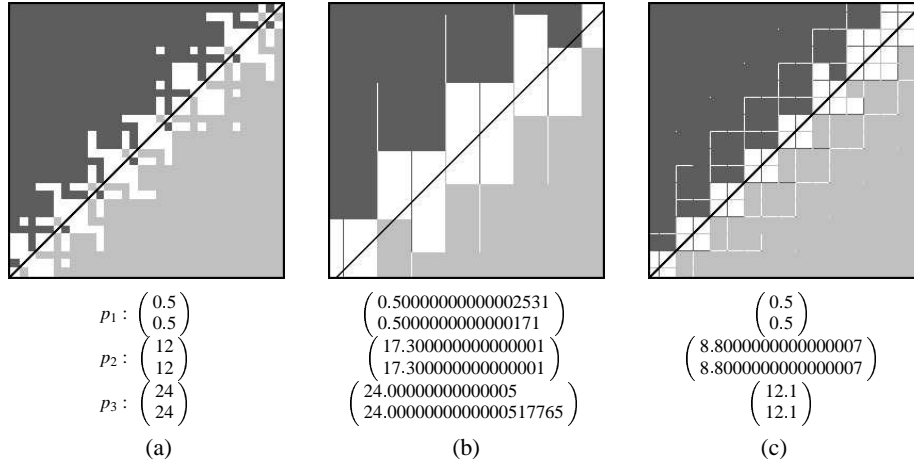 p₁ : (0.5 0.5) (0.50000000000002531 0.5000000000000171) (0.5 0.5)
p₂ : (12 12) (17.300000000000001 17.300000000000001) (8.8000000000000007 8.8000000000000007)
p₃ : (24 24) (24.00000000000005 24.0000000000000517765) (12.1 12.1)
(a) (b) (c)